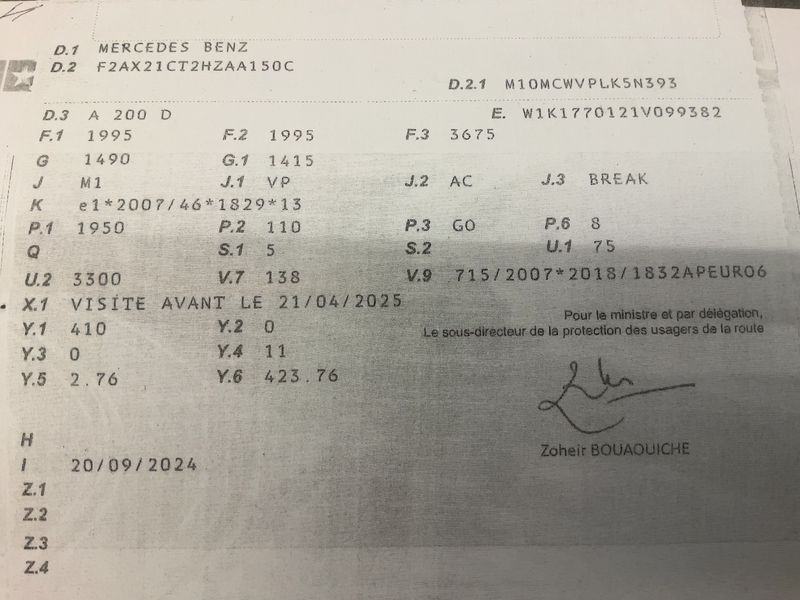 D.1 MERCEDES BENZ
D.2 F2AX21CT2HZAA150C
D.2.1 M10MCWVPLK5N393
D.3 A 200 D E. W1K1770121V099382
F.1 1995 F.2 1995 F.3 3675
G 1490 G.1 1415
J M1 J.1 VP J.2 AC J.3 BREAK
K e1*2007/46*1829*13
P.1 1950 P.2 110 P.3 GO P.6 8
Q S.1 5 S.2 U.1 75
U.2 3300 V.7 138 V.9 715/2007*2018/1832APEURO6
X.1 VISITE AVANT LE 21/04/2025
Pour le ministre et par délégation,
Y.1 410 Y.2 0 Le sous-directeur de la protection des usagers de la route
Y.3 0 Y.4 11
Y.5 2.76 Y.6 423.76
H
Zoheir BOUAOUICHE
I 20/09/2024
Z.1
Z.2
Z.3
Z.4